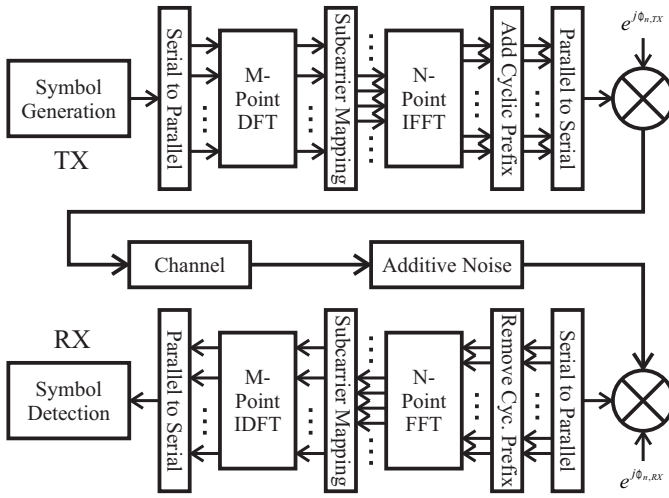 Symbol
Generation
TX
Serial to Parallel
M-
Point
DFT
Subcarrier Mapping
N-
Point
IFFT
Add Cyclic Prefix
Parallel to Serial
e^{jϕ_{n,TX}}
Channel
Additive Noise
RX
Symbol
Detection
Parallel to Serial
M-
Point
IDFT
Subcarrier Mapping
N-
Point
FFT
Remove Cyc. Prefix
Serial to Parallel
e^{jϕ_{n,RX}}